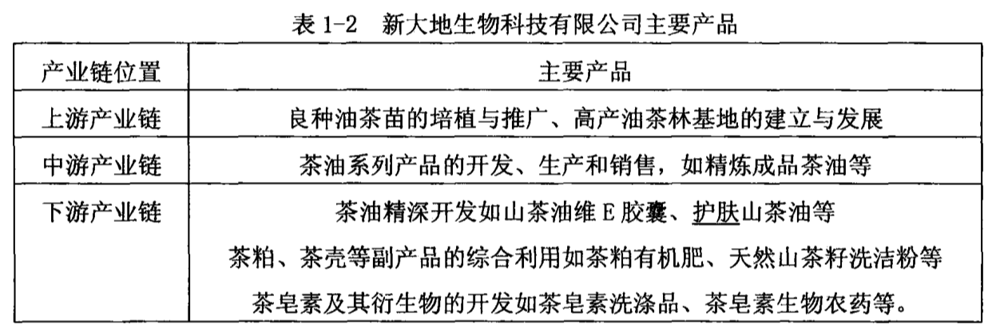 表 1-2 新大地生物科技有限公司主要产品
产业链位置 主要产品
上游产业链 良种油茶苗的培植与推广、高产油茶林基地的建立与发展
中游产业链 茶油系列产品的开发、生产和销售，如精炼成品茶油等
下游产业链 茶油精深开发如山茶油维 E 胶囊、护肤山茶油等
茶粕、茶壳等副产品的综合利用如茶粕有机肥、天然山茶籽洗洁粉等
茶皂素及其衍生物的开发如茶皂素洗涤品、茶皂素生物农药等。